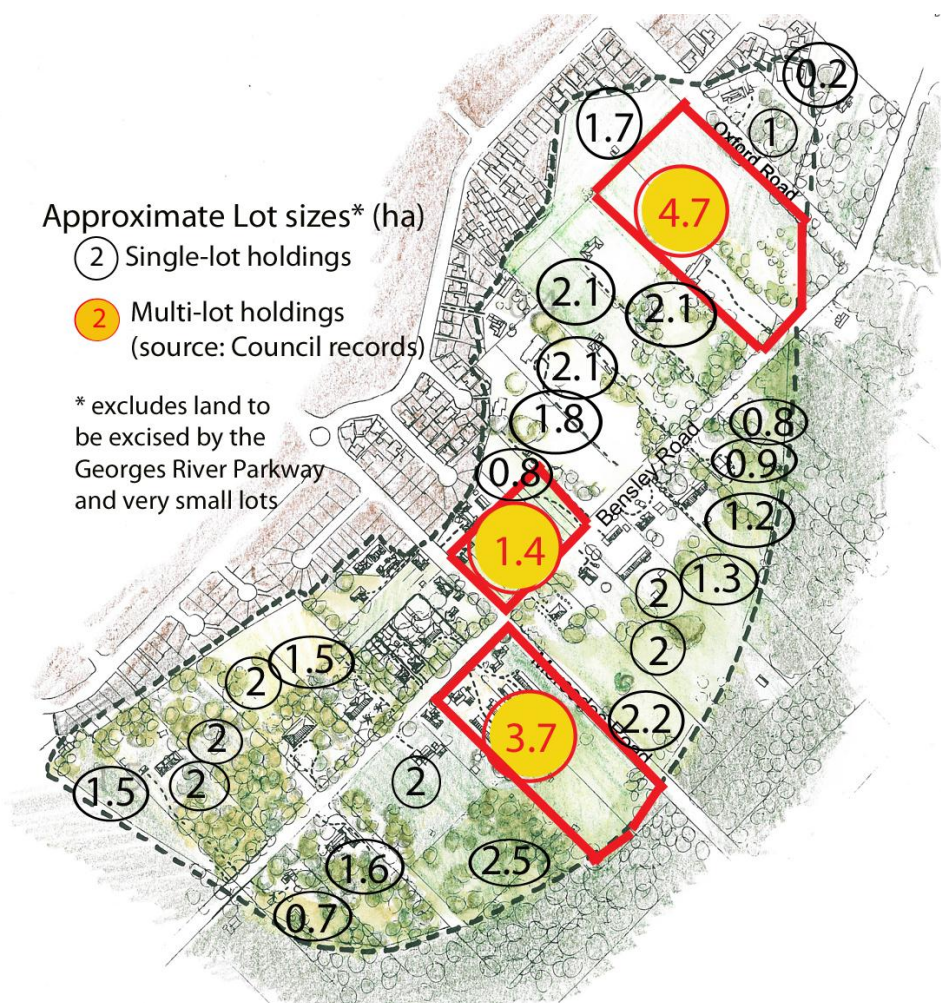 0.2
1.7
1
Oxford Road
4.7
Approximate Lot sizes* (ha)
2 Single-lot holdings
2 Multi-lot holdings
(source: Council records)
* excludes land to
be excised by the
Georges River Parkway
and very small lots
2.1
2.1
2.1
1.8
0.8
0.8
0.9
Bensley Road
1.2
1.4
1.3
2
2
1.5
2
2.2
Road
3.7
2
2
2
1.5
1.6
2.5
0.7